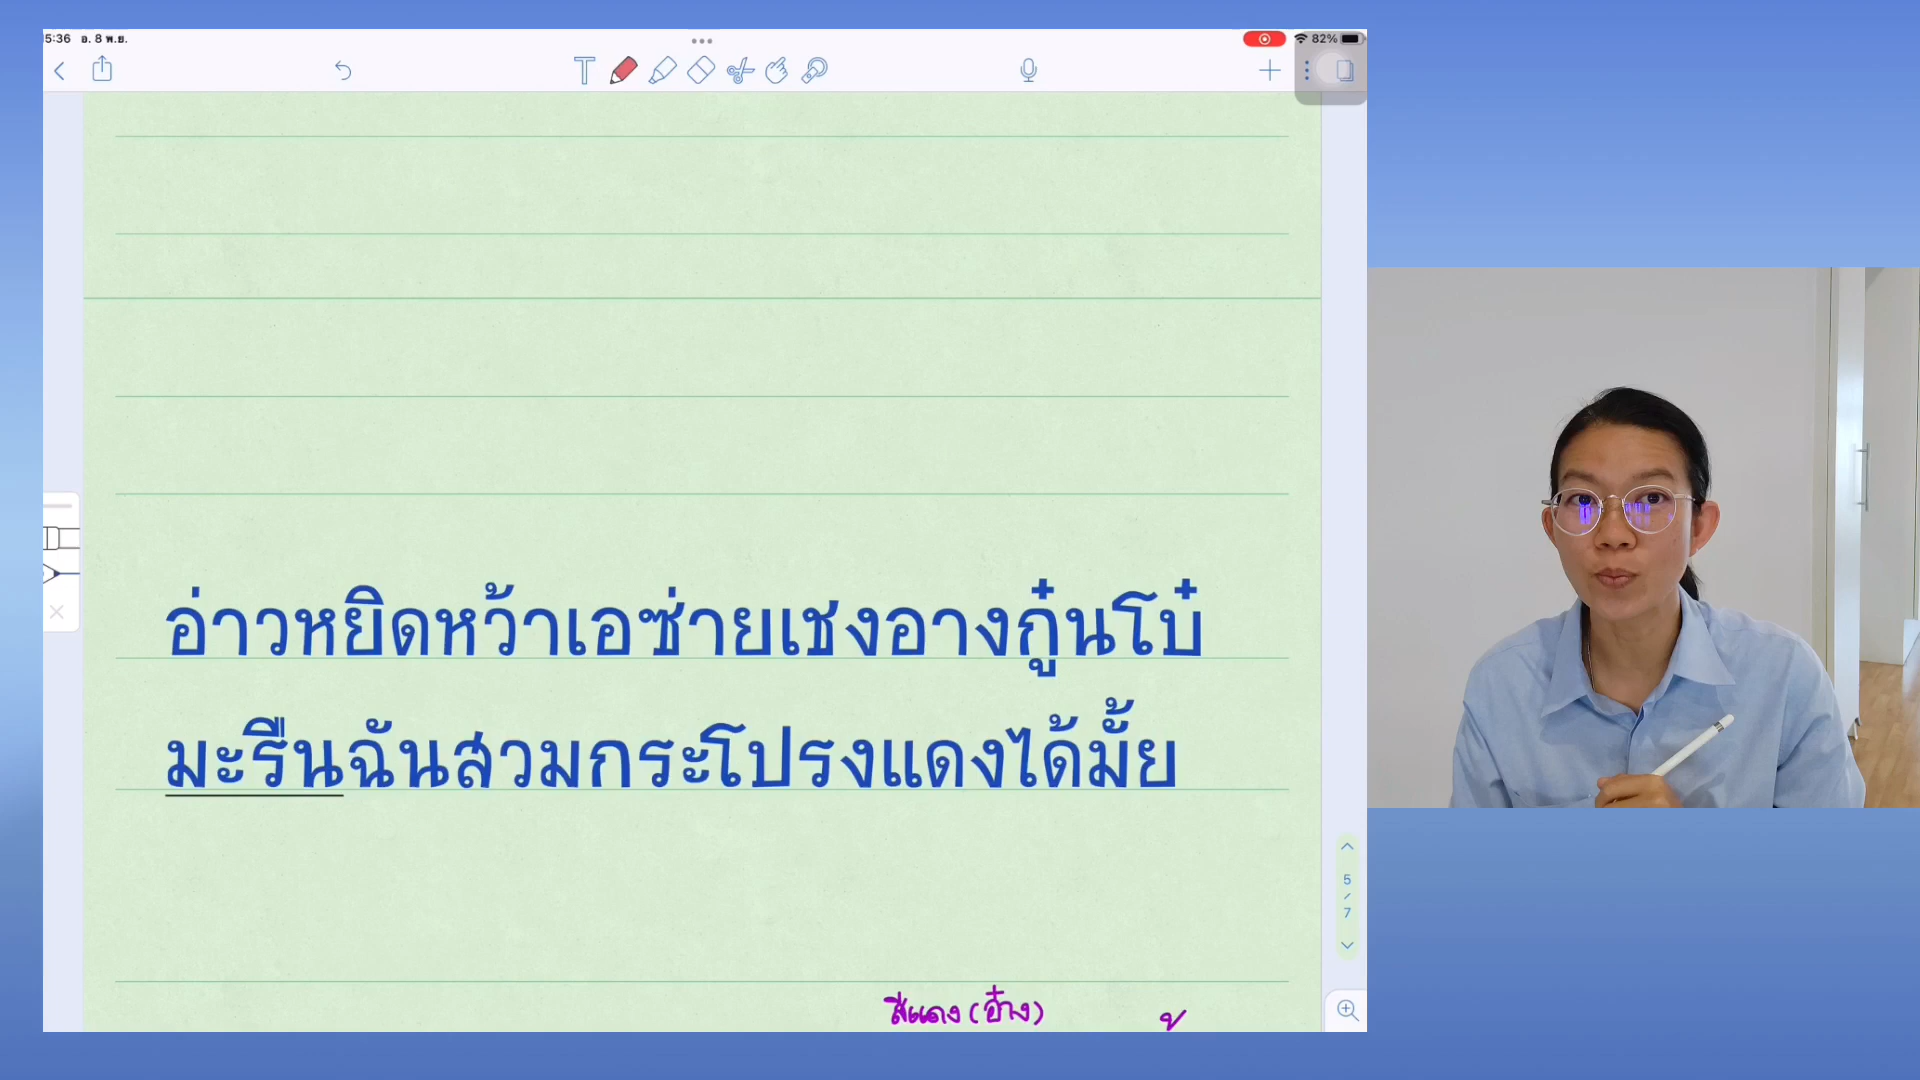 5:36 อ. 8 พ.ย.
82%
T
อ่าวหยิดหว้าเอซ่ายเชงอางกู๋นโบ๋
มะรืนฉันสวมกระโปรงแดงได้มั้ย
5
/
7
สีแดง (อ๋าง)